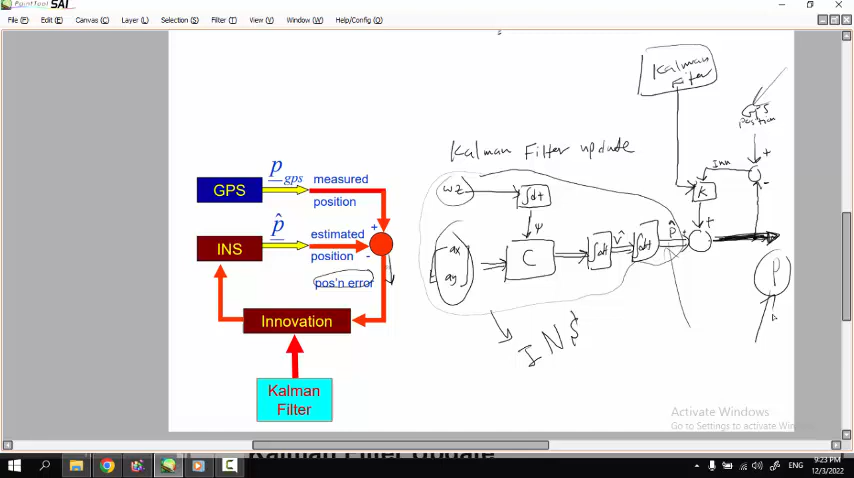 PaintTool SAI
File (F) Edit (E) Canvas (C) Layer (L) Selection (S) Filter (T) View (V) Window (W) Help/Config (O)
Kalman
Filter
GPS
position
Kalman Filter update
Inn
+
-
K
+
wz
∫dt
ψ
ax
ay
C
∫dt
v̂
∫dt
p̂
P
INS
GPS
p gps
measured
position
+
INS
p̂
estimated
position
-
pos'n error
Innovation
Kalman
Filter
Activate Windows
Go to Settings to activate Windows.
Kalman Filter Update
ENG
9:23 PM
12/3/2022